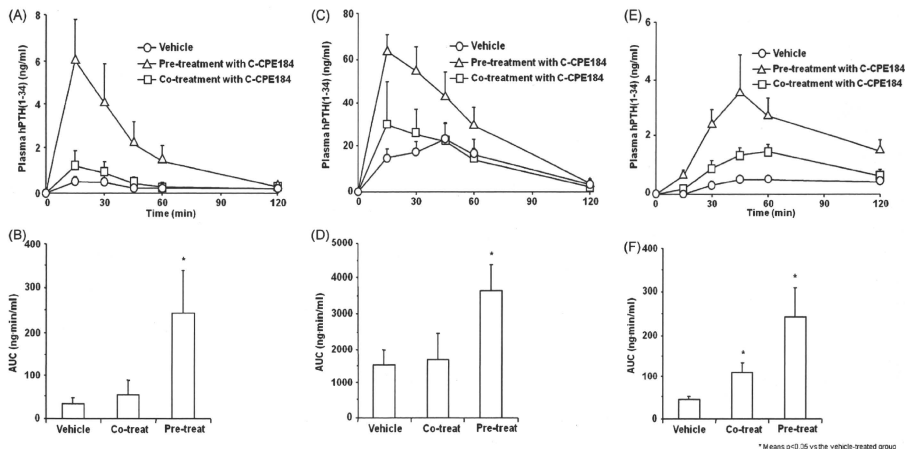 (A)
8
6
4
2
0
Plasma hPTH(1-34) (ng/ml)
Vehicle
Pre-treatment with C-CPE184
Co-treatment with C-CPE184
0 30 60 90 120
Time (min)
(C)
80
60
40
20
0
Plasma hPTH(1-34) (ng/ml)
Vehicle
Pre-treatment with C-CPE184
Co-treatment with C-CPE184
0 30 60 90 120
Time (min)
(E)
6
4
2
0
Plasma hPTH(1-34) (ng/ml)
Vehicle
Pre-treatment with C-CPE184
Co-treatment with C-CPE184
0 30 60 90 120
Time (min)
(B)
400
300
200
100
0
AUC (ng·min/ml)
*
Vehicle Co-treat Pre-treat
(D)
5000
4000
3000
2000
1000
0
AUC (ng·min/ml)
*
Vehicle Co-treat Pre-treat
(F)
400
300
200
100
0
AUC (ng·min/ml)
* *
Vehicle Co-treat Pre-treat
* Means p<0.05 vs the vehicle-treated group